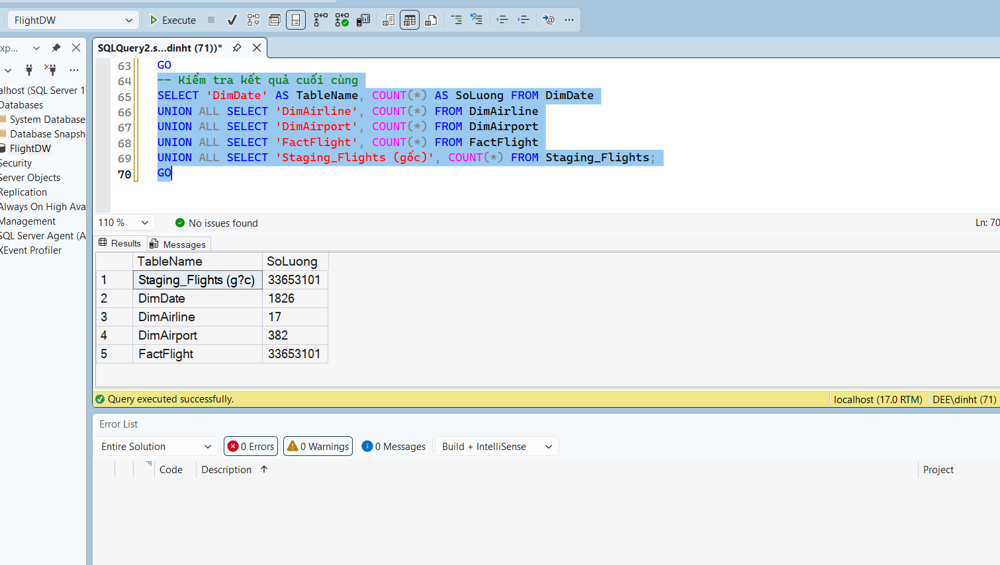 FlightDW
Execute
xp...
SQLQuery2.s...dinht (71))*
alhost (SQL Server 1
Databases
System Database
Database Snapsh
FlightDW
Security
Server Objects
Replication
Always On High Ava
Management
SQL Server Agent (A
XEvent Profiler
63 GO
64 -- Kiểm tra kết quả cuối cùng
65 SELECT 'DimDate' AS TableName, COUNT(*) AS SoLuong FROM DimDate
66 UNION ALL SELECT 'DimAirline', COUNT(*) FROM DimAirline
67 UNION ALL SELECT 'DimAirport', COUNT(*) FROM DimAirport
68 UNION ALL SELECT 'FactFlight', COUNT(*) FROM FactFlight
69 UNION ALL SELECT 'Staging_Flights (gốc)', COUNT(*) FROM Staging_Flights;
70 GO
110 % No issues found Ln: 70
Results Messages
TableName SoLuong
1 Staging_Flights (g?c) 33653101
2 DimDate 1826
3 DimAirline 17
4 DimAirport 382
5 FactFlight 33653101
Query executed successfully. localhost (17.0 RTM) DEE\dinht (71)
Error List
Entire Solution 0 Errors 0 Warnings 0 Messages Build + IntelliSense
Code Description Project